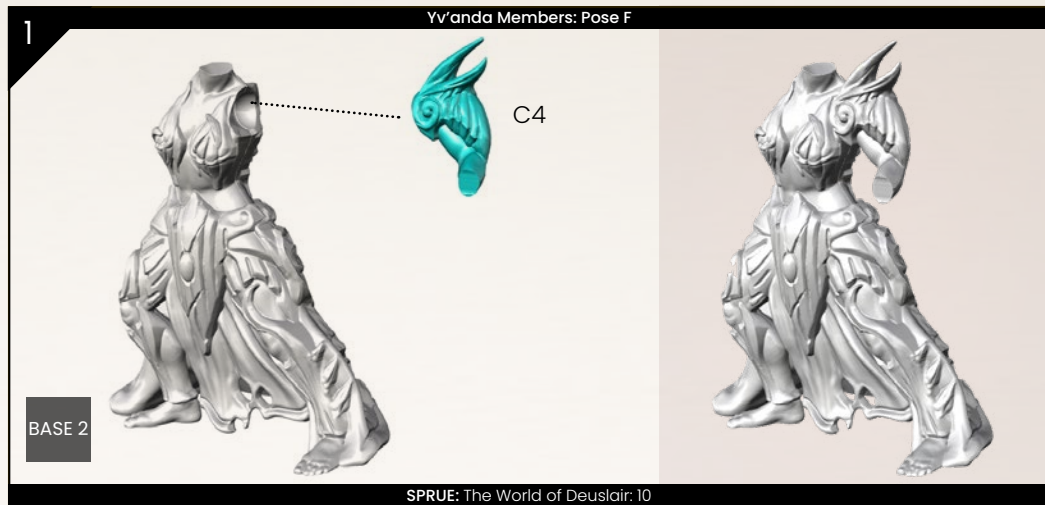 Yv'anda Members: Pose F
1
C4
BASE 2
SPRUE: The World of Deuslair: 10